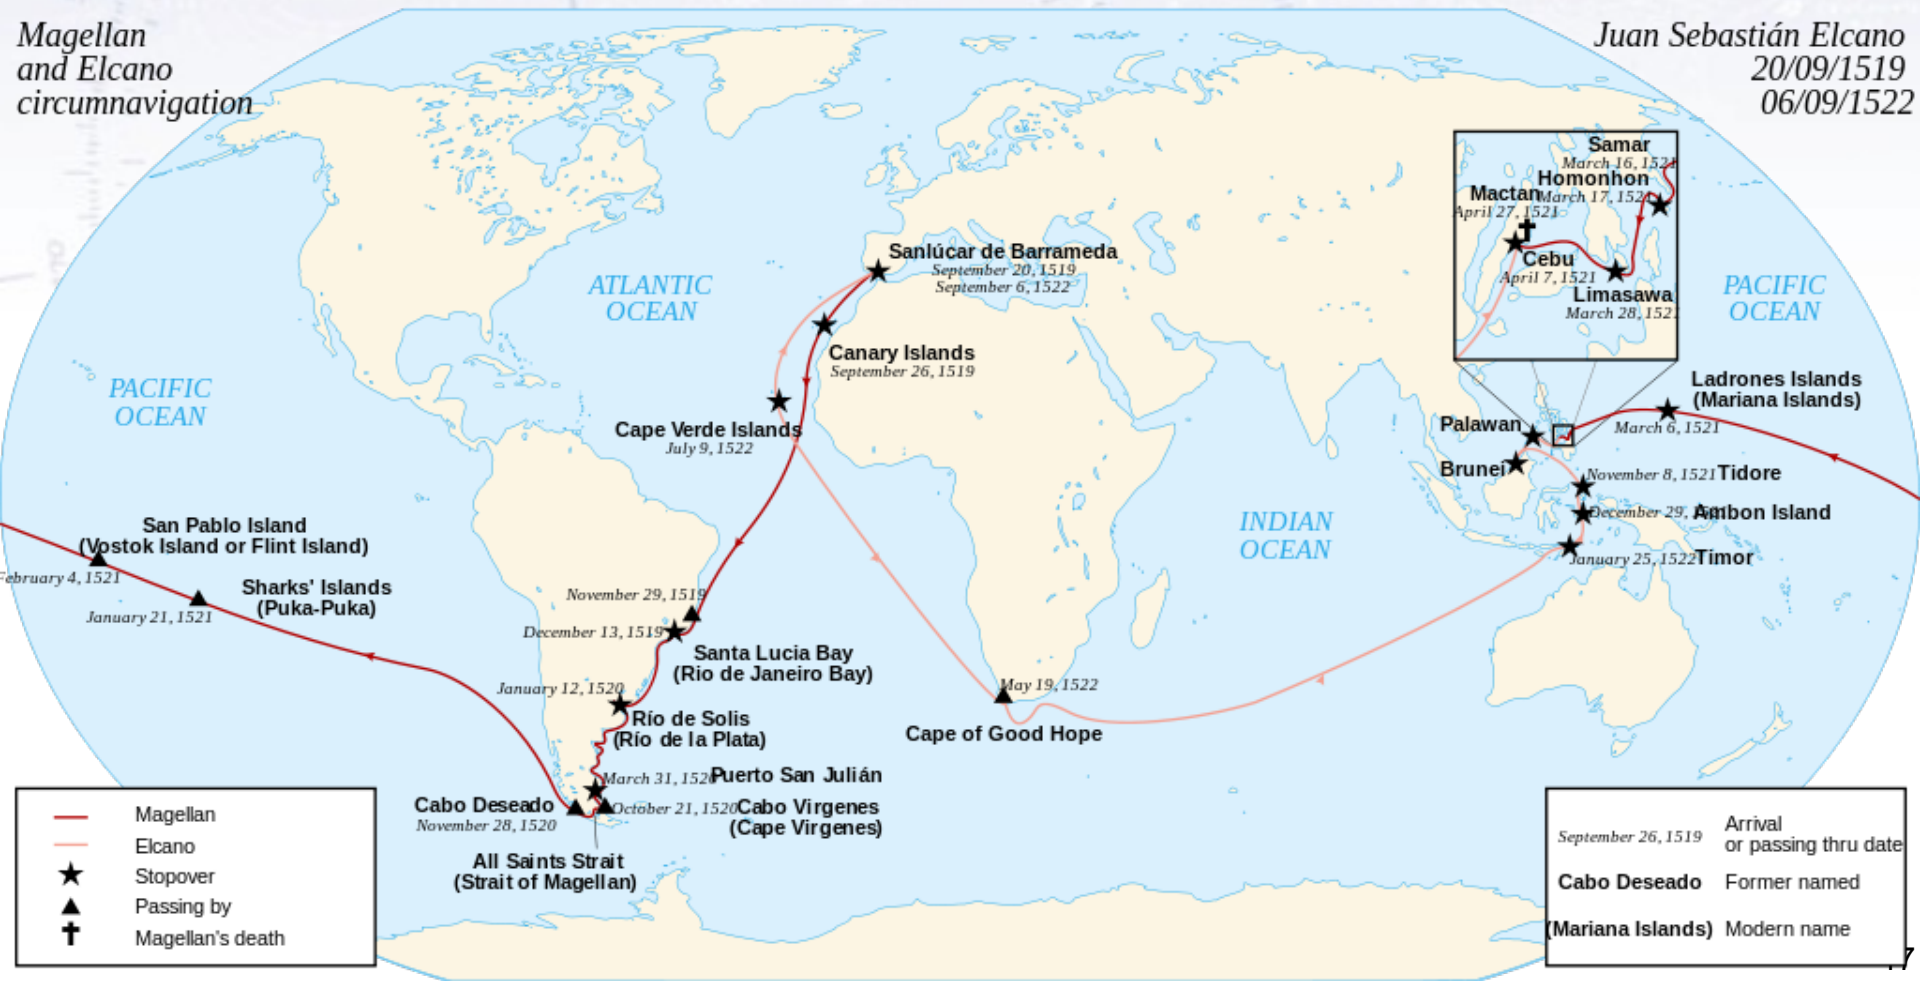 Magellan
and Elcano
circumnavigation
Juan Sebastián Elcano
20/09/1519
06/09/1522
Samar
March 16, 1521
Homonhon
March 17, 1521
Mactan
April 27, 1521
Cebu
April 7, 1521
Limasawa
March 28, 1521
Sanlúcar de Barrameda
September 20, 1519
September 6, 1522
ATLANTIC
OCEAN
PACIFIC
OCEAN
Canary Islands
September 26, 1519
PACIFIC
OCEAN
Ladrones Islands
(Mariana Islands)
March 6, 1521
Cape Verde Islands
July 9, 1522
Palawan
Brunei
November 8, 1521 Tidore
December 29, Ambon Island
January 25, 1522 Timor
INDIAN
OCEAN
San Pablo Island
(Vostok Island or Flint Island)
February 4, 1521
Sharks' Islands
(Puka-Puka)
January 21, 1521
November 29, 1519
December 13, 1519
Santa Lucia Bay
(Rio de Janeiro Bay)
January 12, 1520
Río de Solis
(Río de la Plata)
May 19, 1522
Cape of Good Hope
March 31, 1520 Puerto San Julián
October 21, 1520 Cabo Virgenes
(Cape Virgenes)
Cabo Deseado
November 28, 1520
All Saints Strait
(Strait of Magellan)
Magellan
Elcano
Stopover
Passing by
Magellan's death
September 26, 1519 Arrival
or passing thru date
Cabo Deseado Former named
(Mariana Islands) Modern name